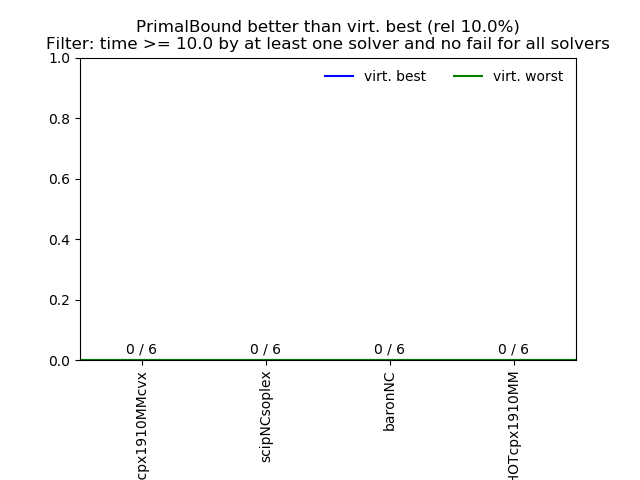 PrimalBound better than virt. best (rel 10.0%)
Filter: time >= 10.0 by at least one solver and no fail for all solvers
virt. best
virt. worst
1.0
0.8
0.6
0.4
0.2
0.0
0 / 6
0 / 6
0 / 6
0 / 6
cpx1910MMcvx
scipNCsoplex
baronNC
HOTcpx1910MM